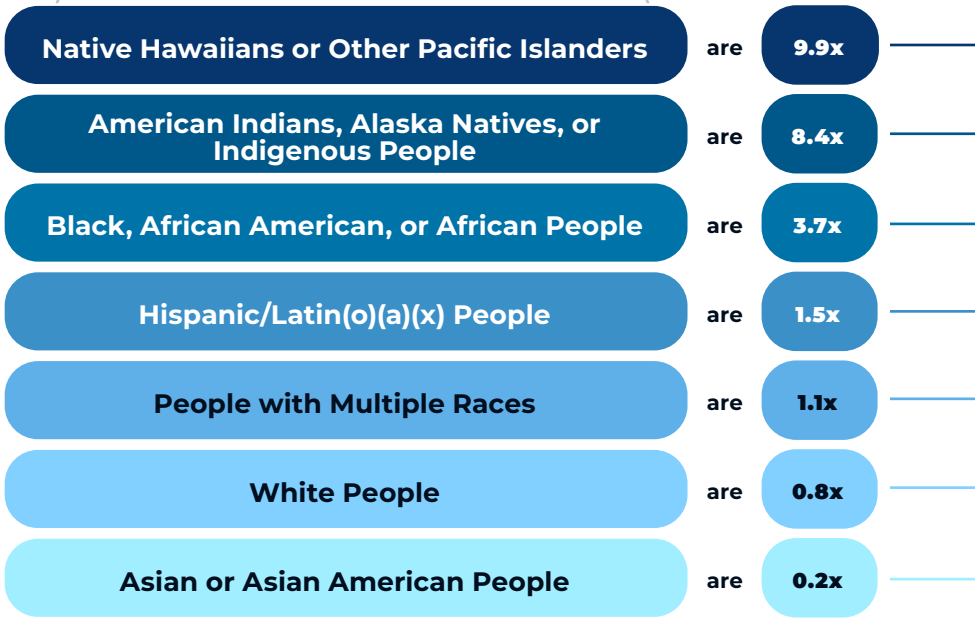 Native Hawaiians or Other Pacific Islanders are 9.9x
American Indians, Alaska Natives, or
Indigenous People are 8.4x
Black, African American, or African People are 3.7x
Hispanic/Latin(o)(a)(x) People are 1.5x
People with Multiple Races are 1.1x
White People are 0.8x
Asian or Asian American People are 0.2x